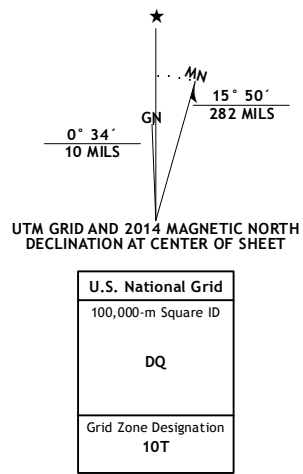 ★
MN
15° 50´
282 MILS
GN
0° 34´
10 MILS
UTM GRID AND 2014 MAGNETIC NORTH
DECLINATION AT CENTER OF SHEET
U.S. National Grid
100,000-m Square ID
DQ
Grid Zone Designation
10T